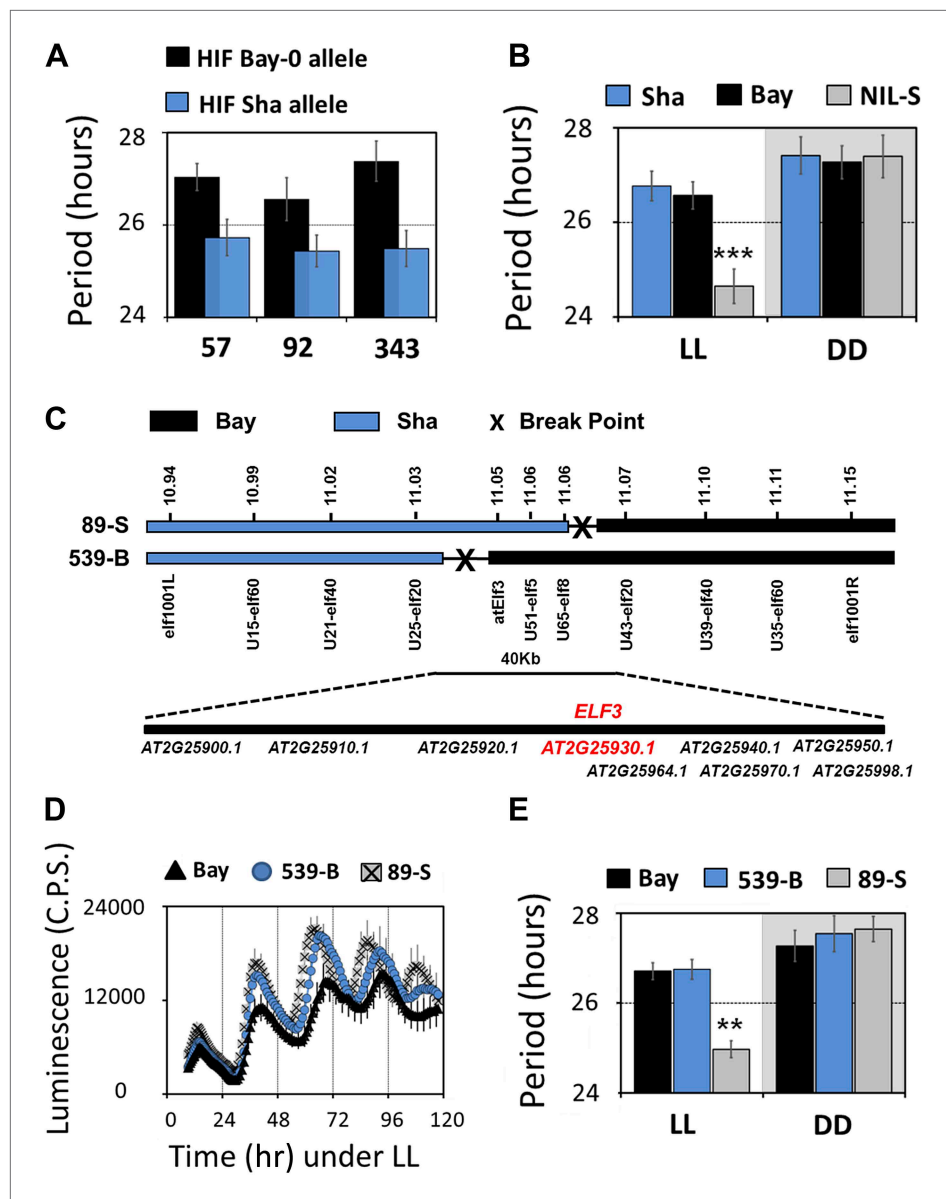 A
HIF Bay-0 allele
HIF Sha allele
Period (hours)
28
26
24
57 92 343
B
Sha Bay NIL-S
Period (hours)
28
26
24
***
LL DD
C
Bay Sha x Break Point
10.94 10.99 11.02 11.03 11.05 11.06 11.06 11.07 11.10 11.11 11.15
89-S X
539-B X
elf1001L U15-elf60 U21-elf40 U25-elf20 atElf3 U51-elf5 U65-elf8 U43-elf20 U39-elf40 U35-elf60 elf1001R
40Kb
ELF3
AT2G25900.1 AT2G25910.1 AT2G25920.1 AT2G25930.1 AT2G25940.1 AT2G25950.1
AT2G25964.1 AT2G25970.1 AT2G25998.1
D
Bay 539-B 89-S
Luminescence (C.P.S.)
24000
12000
0
0 24 48 72 96 120
Time (hr) under LL
E
Bay 539-B 89-S
Period (hours)
28
26
24
**
LL DD